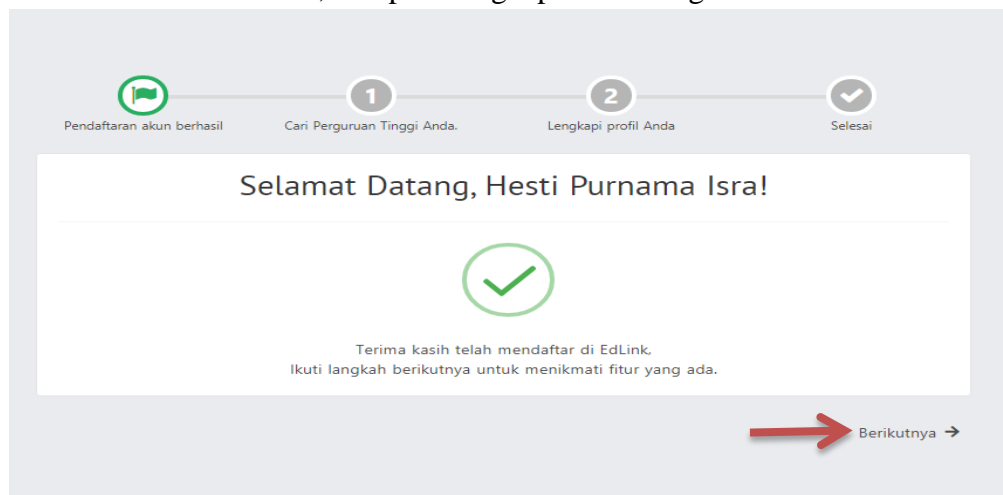 1
2
Pendaftaran akun berhasil
Cari Perguruan Tinggi Anda.
Lengkapi profil Anda
Selesai
Selamat Datang, Hesti Purnama Isra!
Terima kasih telah mendaftar di EdLink,
Ikuti langkah berikutnya untuk menikmati fitur yang ada.
Berikutnya →